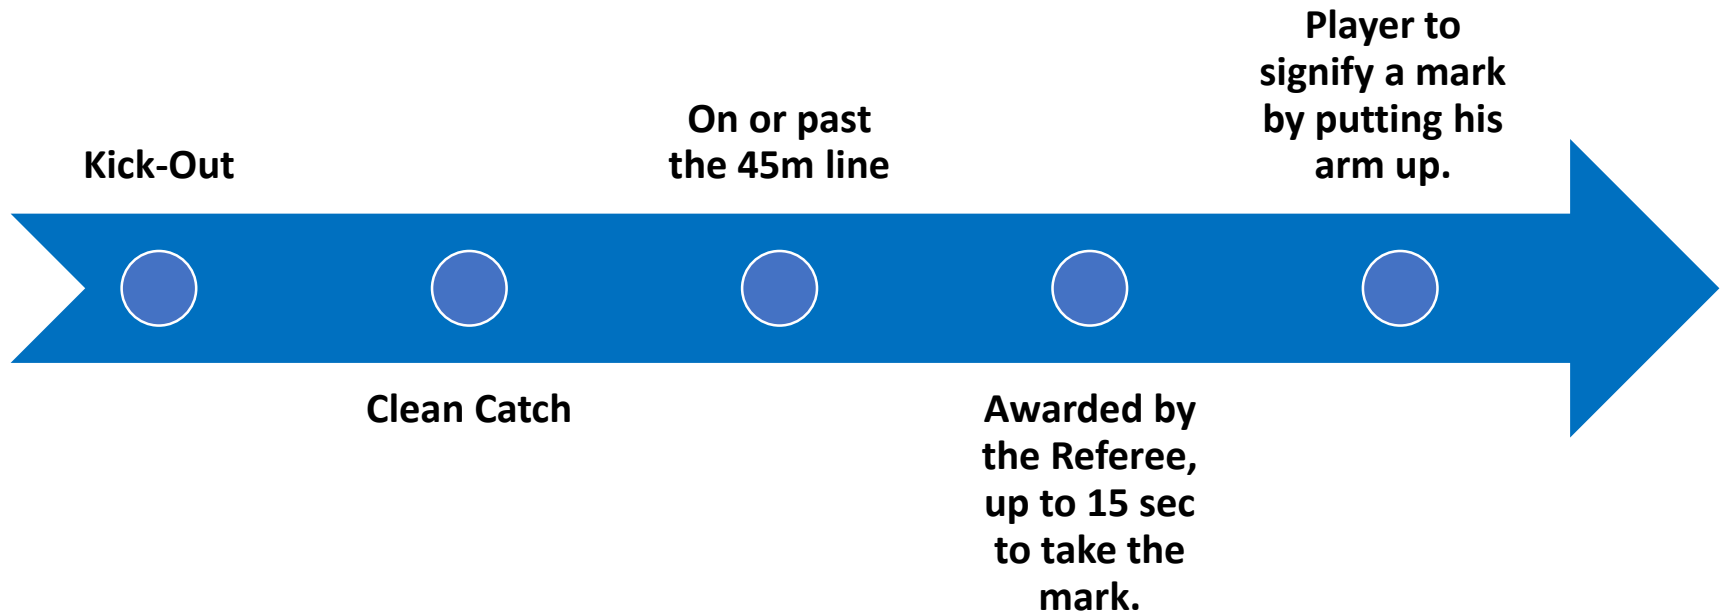 Kick-Out
Clean Catch
On or past
the 45m line
Awarded by
the Referee,
up to 15 sec
to take the
mark.
Player to
signify a mark
by putting his
arm up.